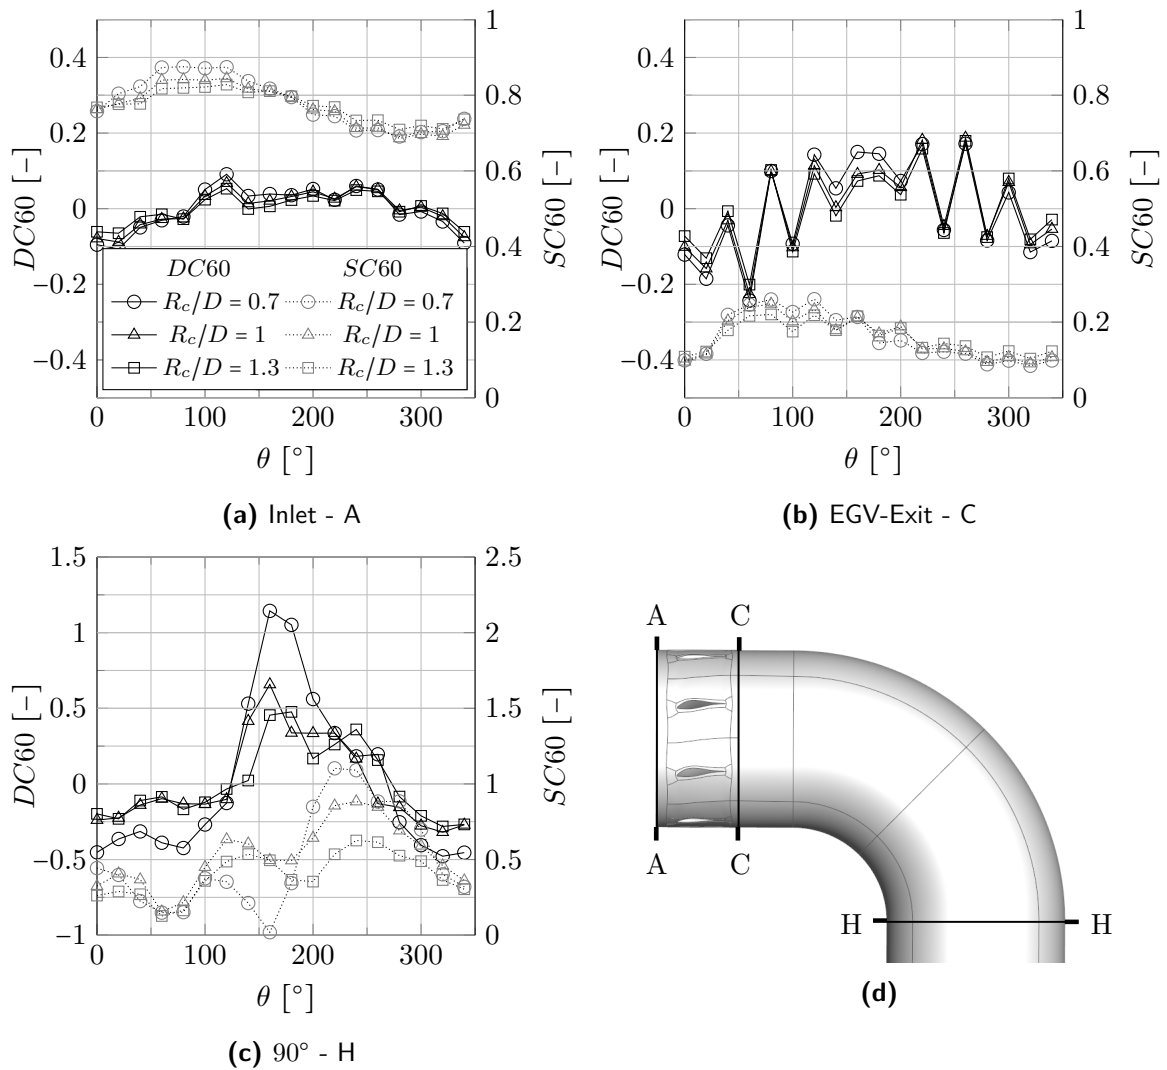 0.4
0.2
0
−0.2
−0.4
DC60 [−]
1
0.8
0.6
0.4
0.2
0
SC60 [−]
DC60 SC60
R_c/D = 0.7 R_c/D = 0.7
R_c/D = 1 R_c/D = 1
R_c/D = 1.3 R_c/D = 1.3
0 100 200 300
θ [°]
(a) Inlet - A
0.4
0.2
0
−0.2
−0.4
DC60 [−]
1
0.8
0.6
0.4
0.2
0
SC60 [−]
0 100 200 300
θ [°]
(b) EGV-Exit - C
1.5
1
0.5
0
−0.5
−1
DC60 [−]
2.5
2
1.5
1
0.5
0
SC60 [−]
0 100 200 300
θ [°]
(c) 90° - H
A C
A C
H H
(d)